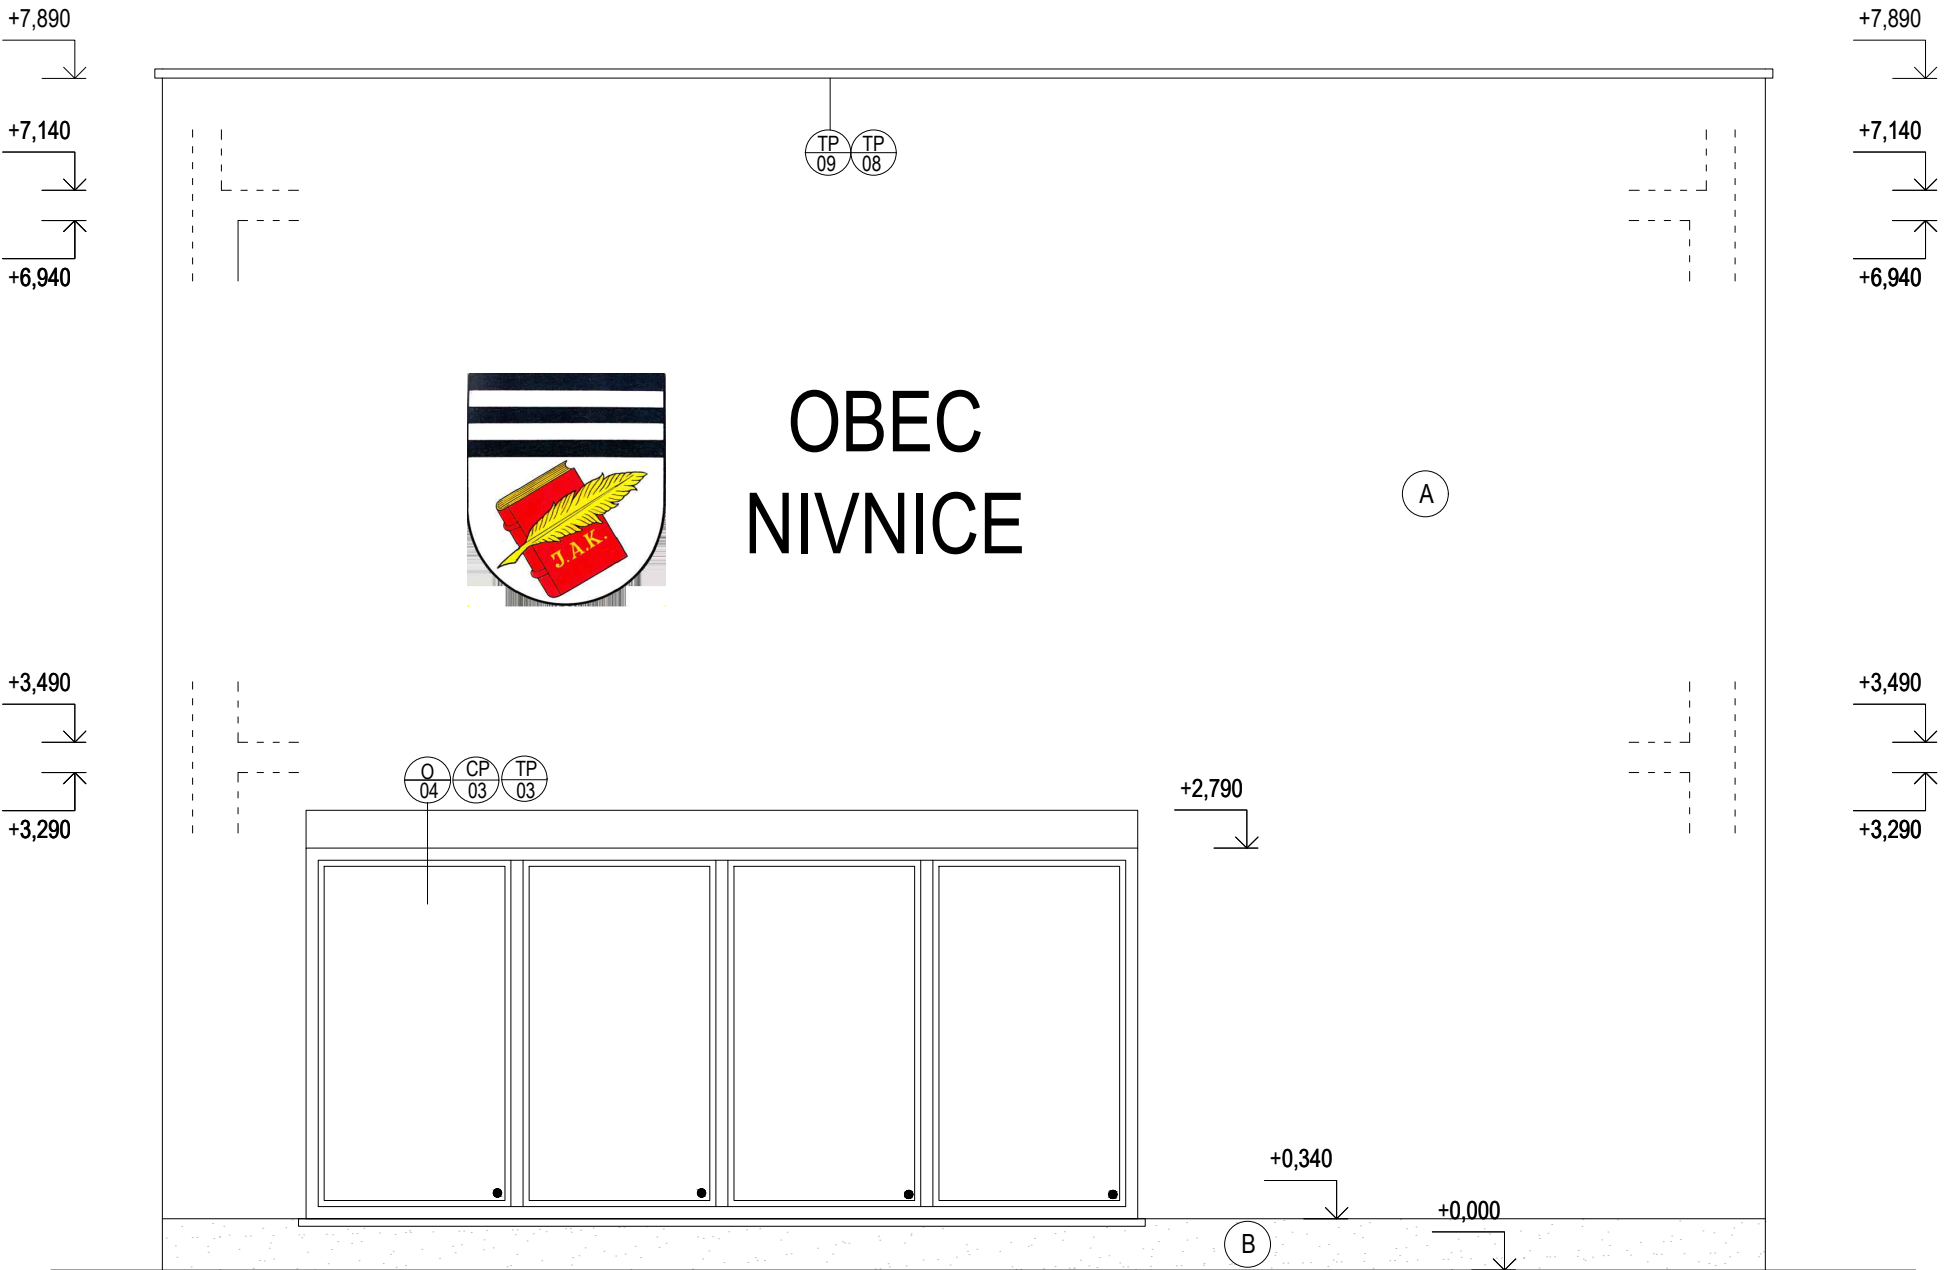 +7,890
+7,890
+7,140
TP TP
+7,140
09 08
+6,940
+6,940
OBEC
NIVNICE
A
J.A.K.
+3,490
+3,490
O CP TP
04 03 03
+2,790
+3,290
+3,290
+0,340
+0,000
B